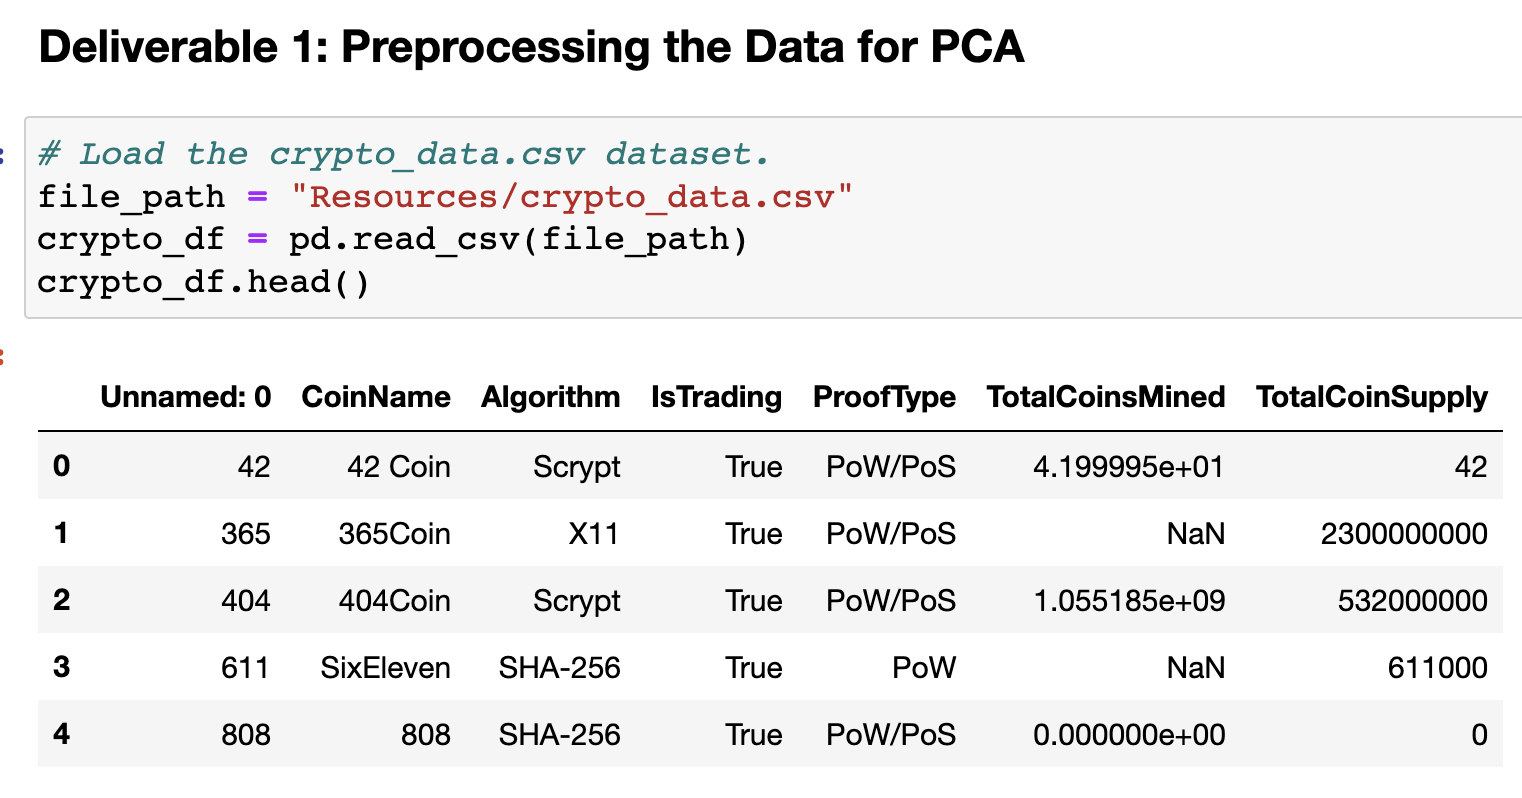 Deliverable 1: Preprocessing the Data for PCA
# Load the crypto_data.csv dataset.
file_path = "Resources/crypto_data.csv"
crypto_df = pd.read_csv(file_path)
crypto_df.head()
Unnamed: 0 CoinName Algorithm IsTrading ProofType TotalCoinsMined TotalCoinSupply
0 42 42 Coin Scrypt True PoW/PoS 4.199995e+01 42
1 365 365Coin X11 True PoW/PoS NaN 2300000000
2 404 404Coin Scrypt True PoW/PoS 1.055185e+09 532000000
3 611 SixEleven SHA-256 True PoW NaN 611000
4 808 808 SHA-256 True PoW/PoS 0.000000e+00 0